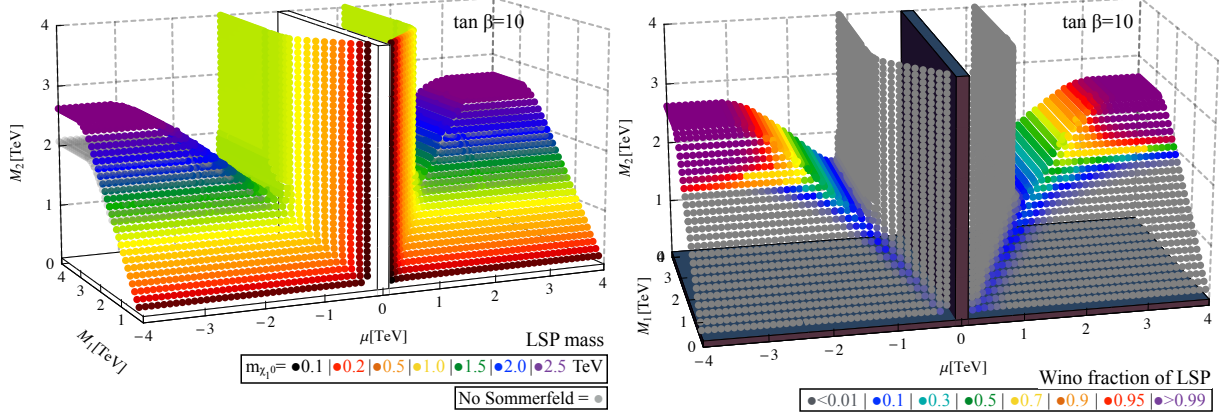 tan β=10
4
3
2
1
0
M₂[TeV]
4
3
2
1
M₁[TeV]
−4
−3
−2
−1
0
1
2
3
4
μ[TeV]
LSP mass
m_χ₁⁰= ●0.1 | ●0.2 | ●0.5 | ●1.0 | ●1.5 | ●2.0 | ●2.5 TeV
No Sommerfeld = ●
tan β=10
4
3
2
1
0
M₂[TeV]
4
3
2
1
M₁[TeV]
−4
−3
−2
−1
0
1
2
3
4
μ[TeV]
Wino fraction of LSP
●<0.01 | ●0.1 | ●0.3 | ●0.5 | ●0.7 | ●0.9 | ●0.95 | ●>0.99